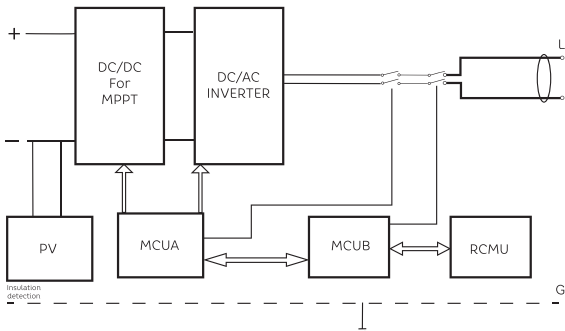 +
DC/DC
For
MPPT
DC/AC
INVERTER
L
−
PV
MCUA
MCUB
RCMU
Insulation
detection
G